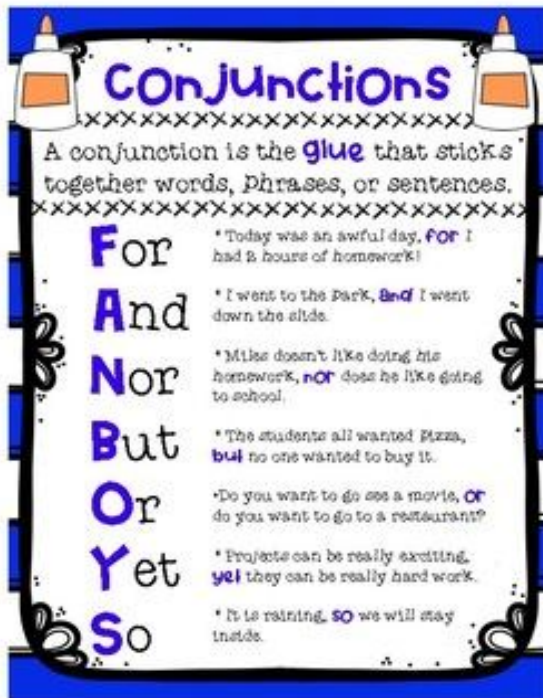 Conjunctions
A conjunction is the glue that sticks
together words, phrases, or sentences.
For
* Today was an awful day, for I
had 2 hours of homework!
And
* I went to the park, and I went
down the slide.
Nor
* Miles doesn't like doing his
homework, nor does he like going
to school.
But
* The students all wanted pizza,
but no one wanted to buy it.
Or
•Do you want to go see a movie, or
do you want to go to a restaurant?
Yet
* Projects can be really exciting,
yet they can be really hard work.
So
* It is raining, so we will stay
inside.